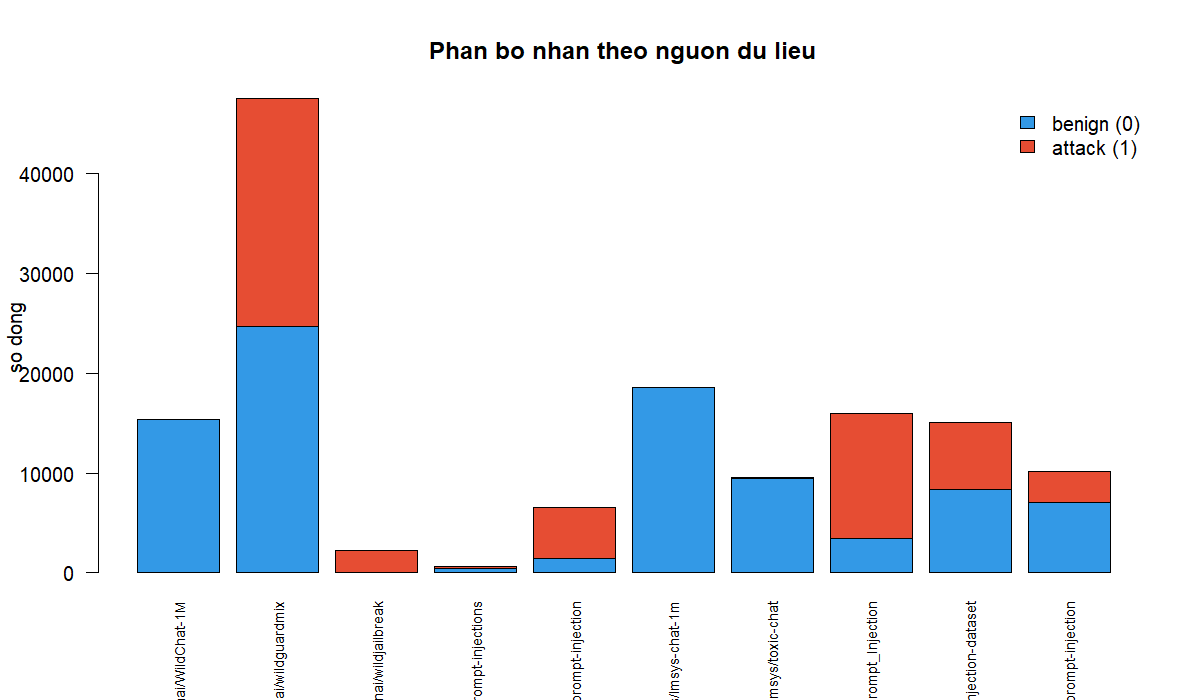 Phan bo nhan theo nguon du lieu
benign (0)
attack (1)
so dong
40000
30000
20000
10000
0
nai/WildChat-1M
ai/wildguardmix
nai/wildjailbreak
rompt-injections
prompt-injection
s/lmsys-chat-1m
msys/toxic-chat
rompt_Injection
njection-dataset
prompt-injection